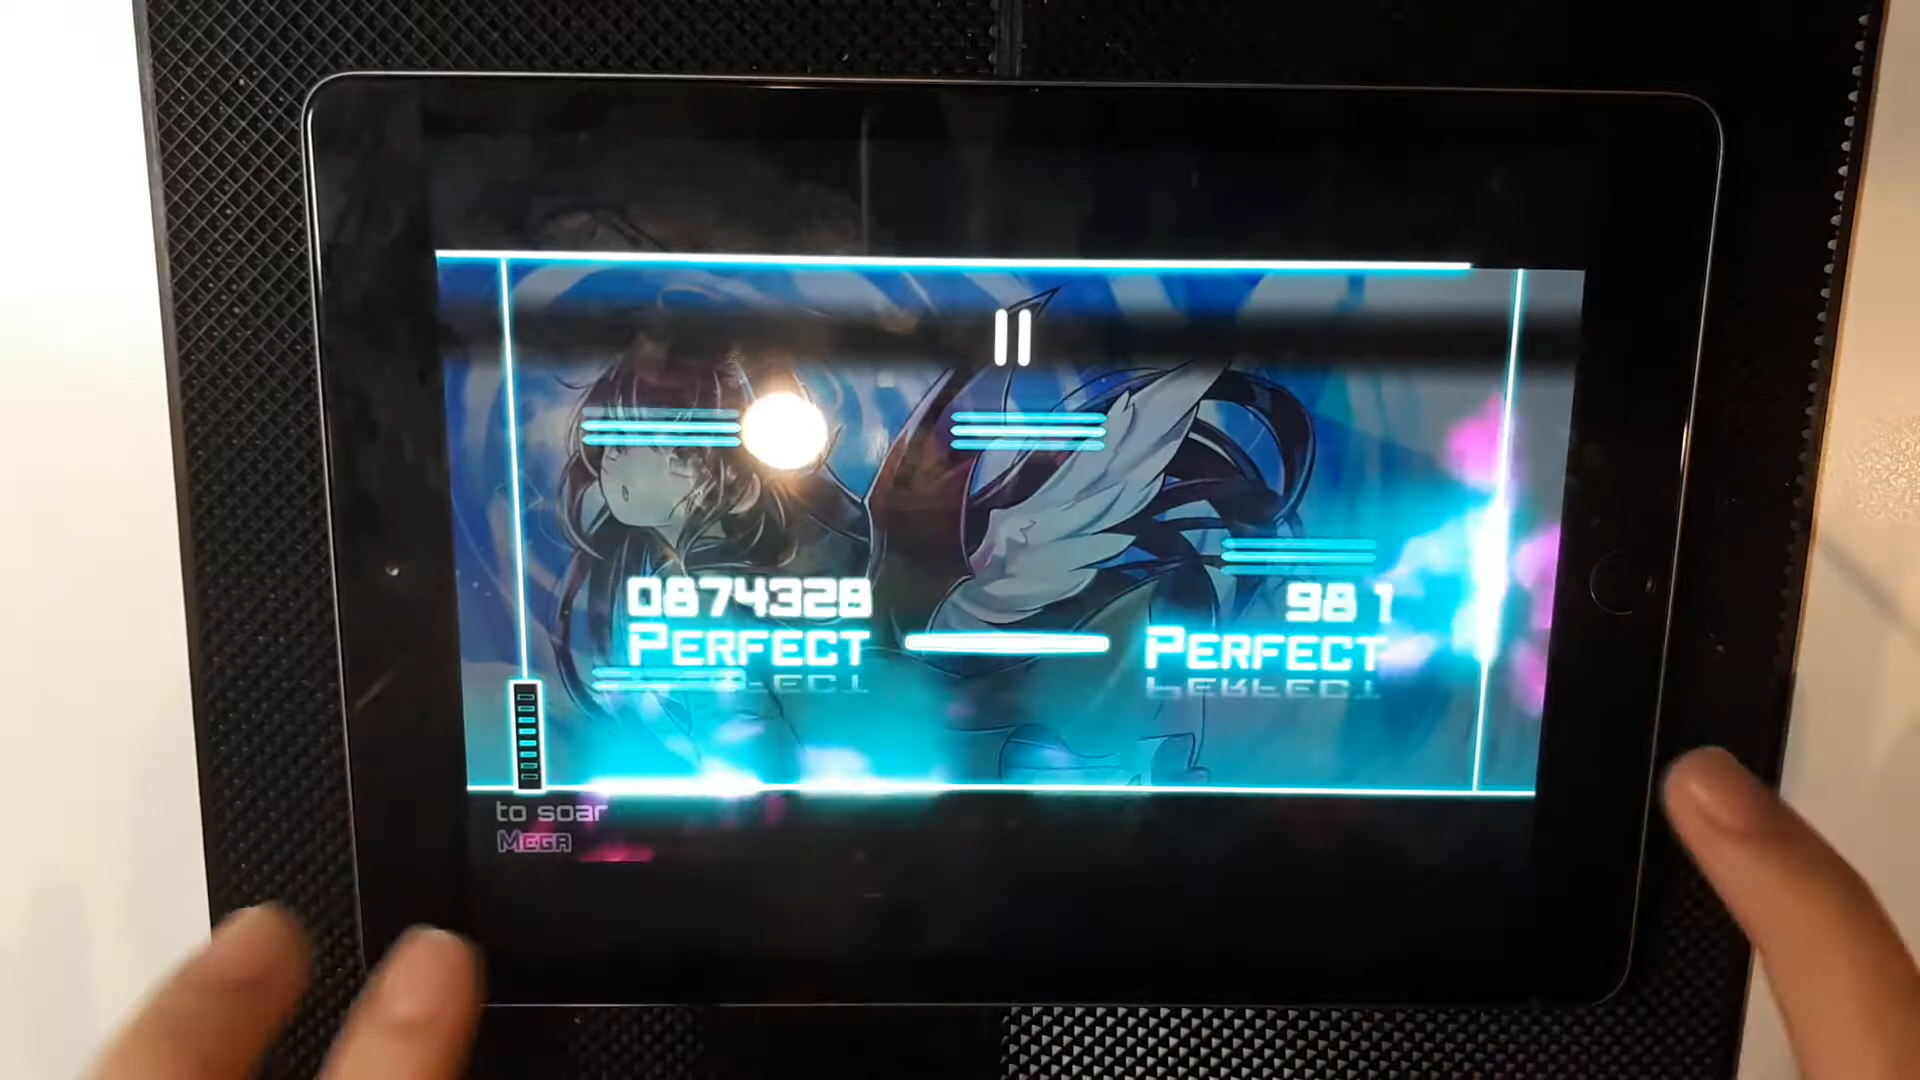 0874328
PERFECT
981
PERFECT
to soar
MEGA